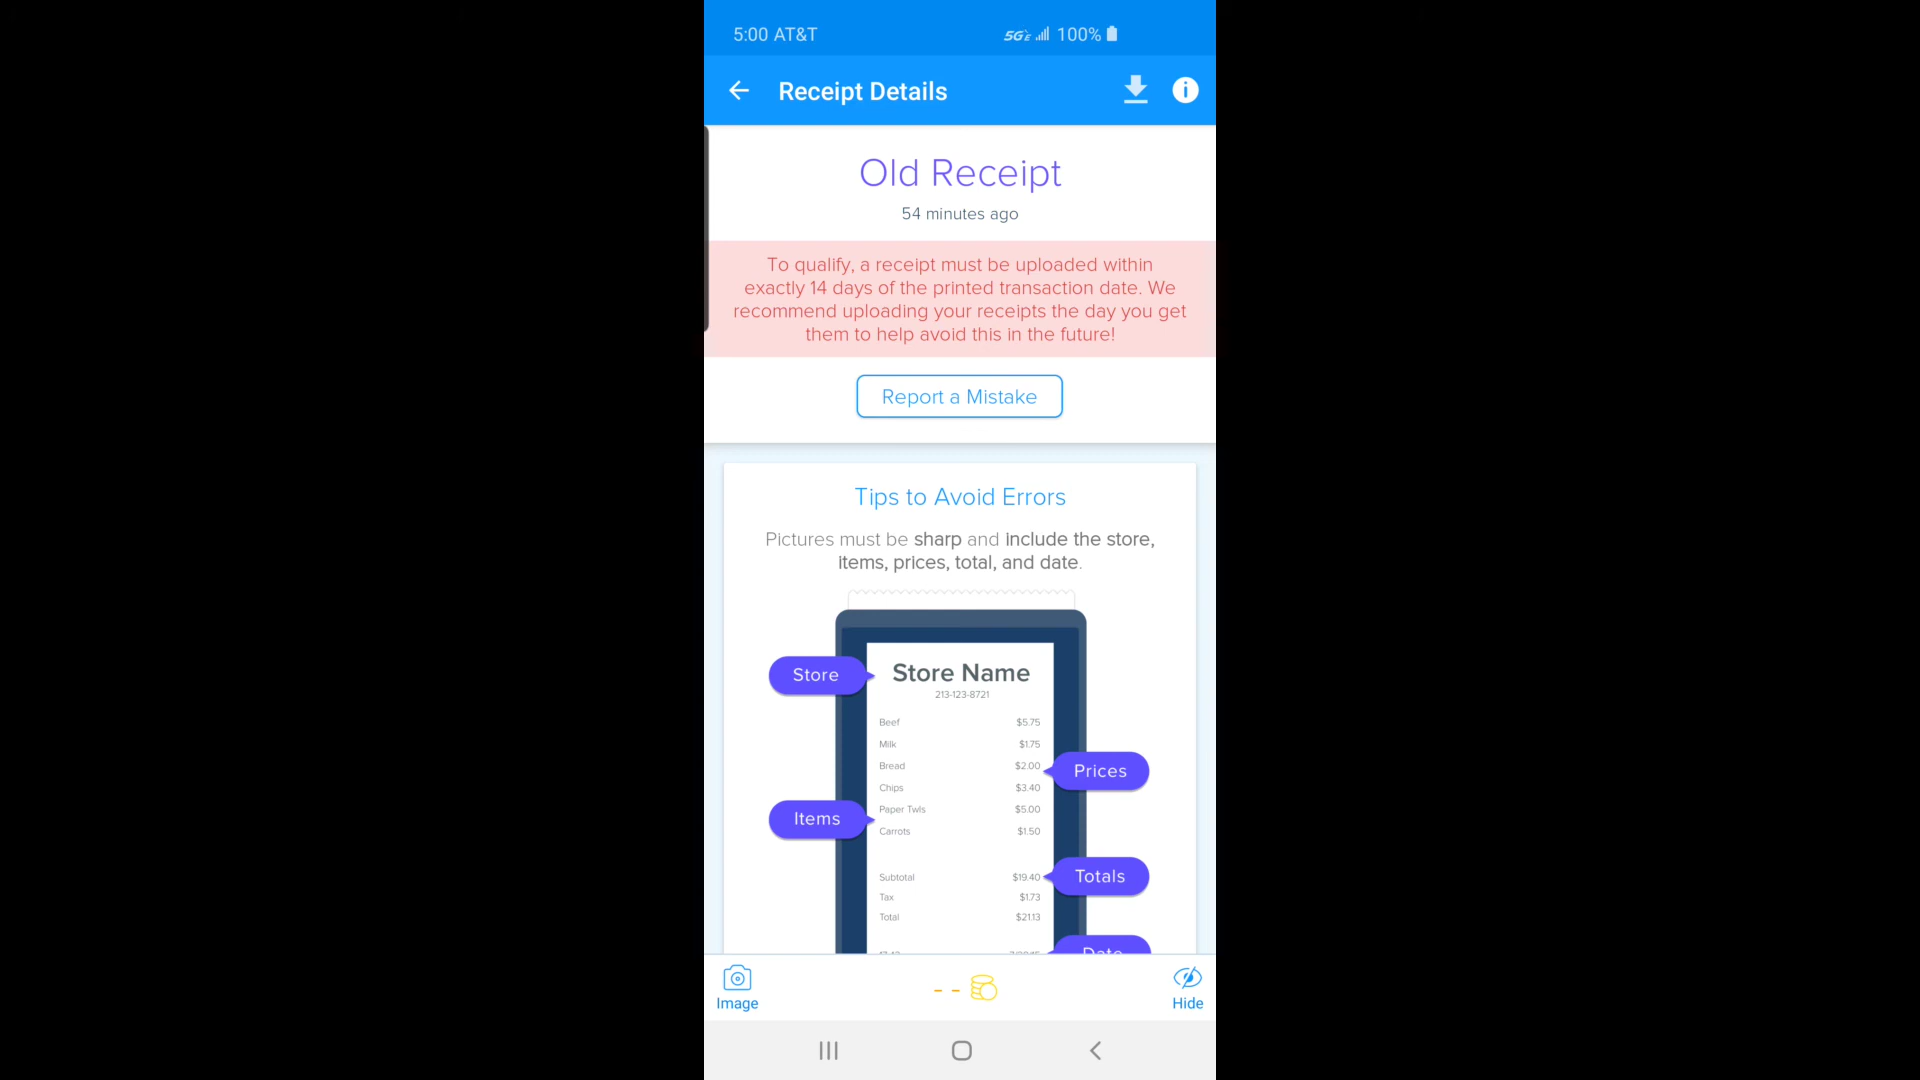 5:00 AT&T 5GE 100%
Receipt Details
Old Receipt
54 minutes ago
To qualify, a receipt must be uploaded within
exactly 14 days of the printed transaction date. We
recommend uploading your receipts the day you get
them to help avoid this in the future!
Report a Mistake
Tips to Avoid Errors
Pictures must be sharp and include the store,
items, prices, total, and date.
Store
Store Name
213-123-8721
Beef $5.75
Milk $1.75
Bread $2.00
Prices
Chips $3.40
Paper Twls $5.00
Items
Carrots $1.50
Subtotal $19.40
Totals
Tax $1.73
Total $21.13
Date
- -
Image
Hide